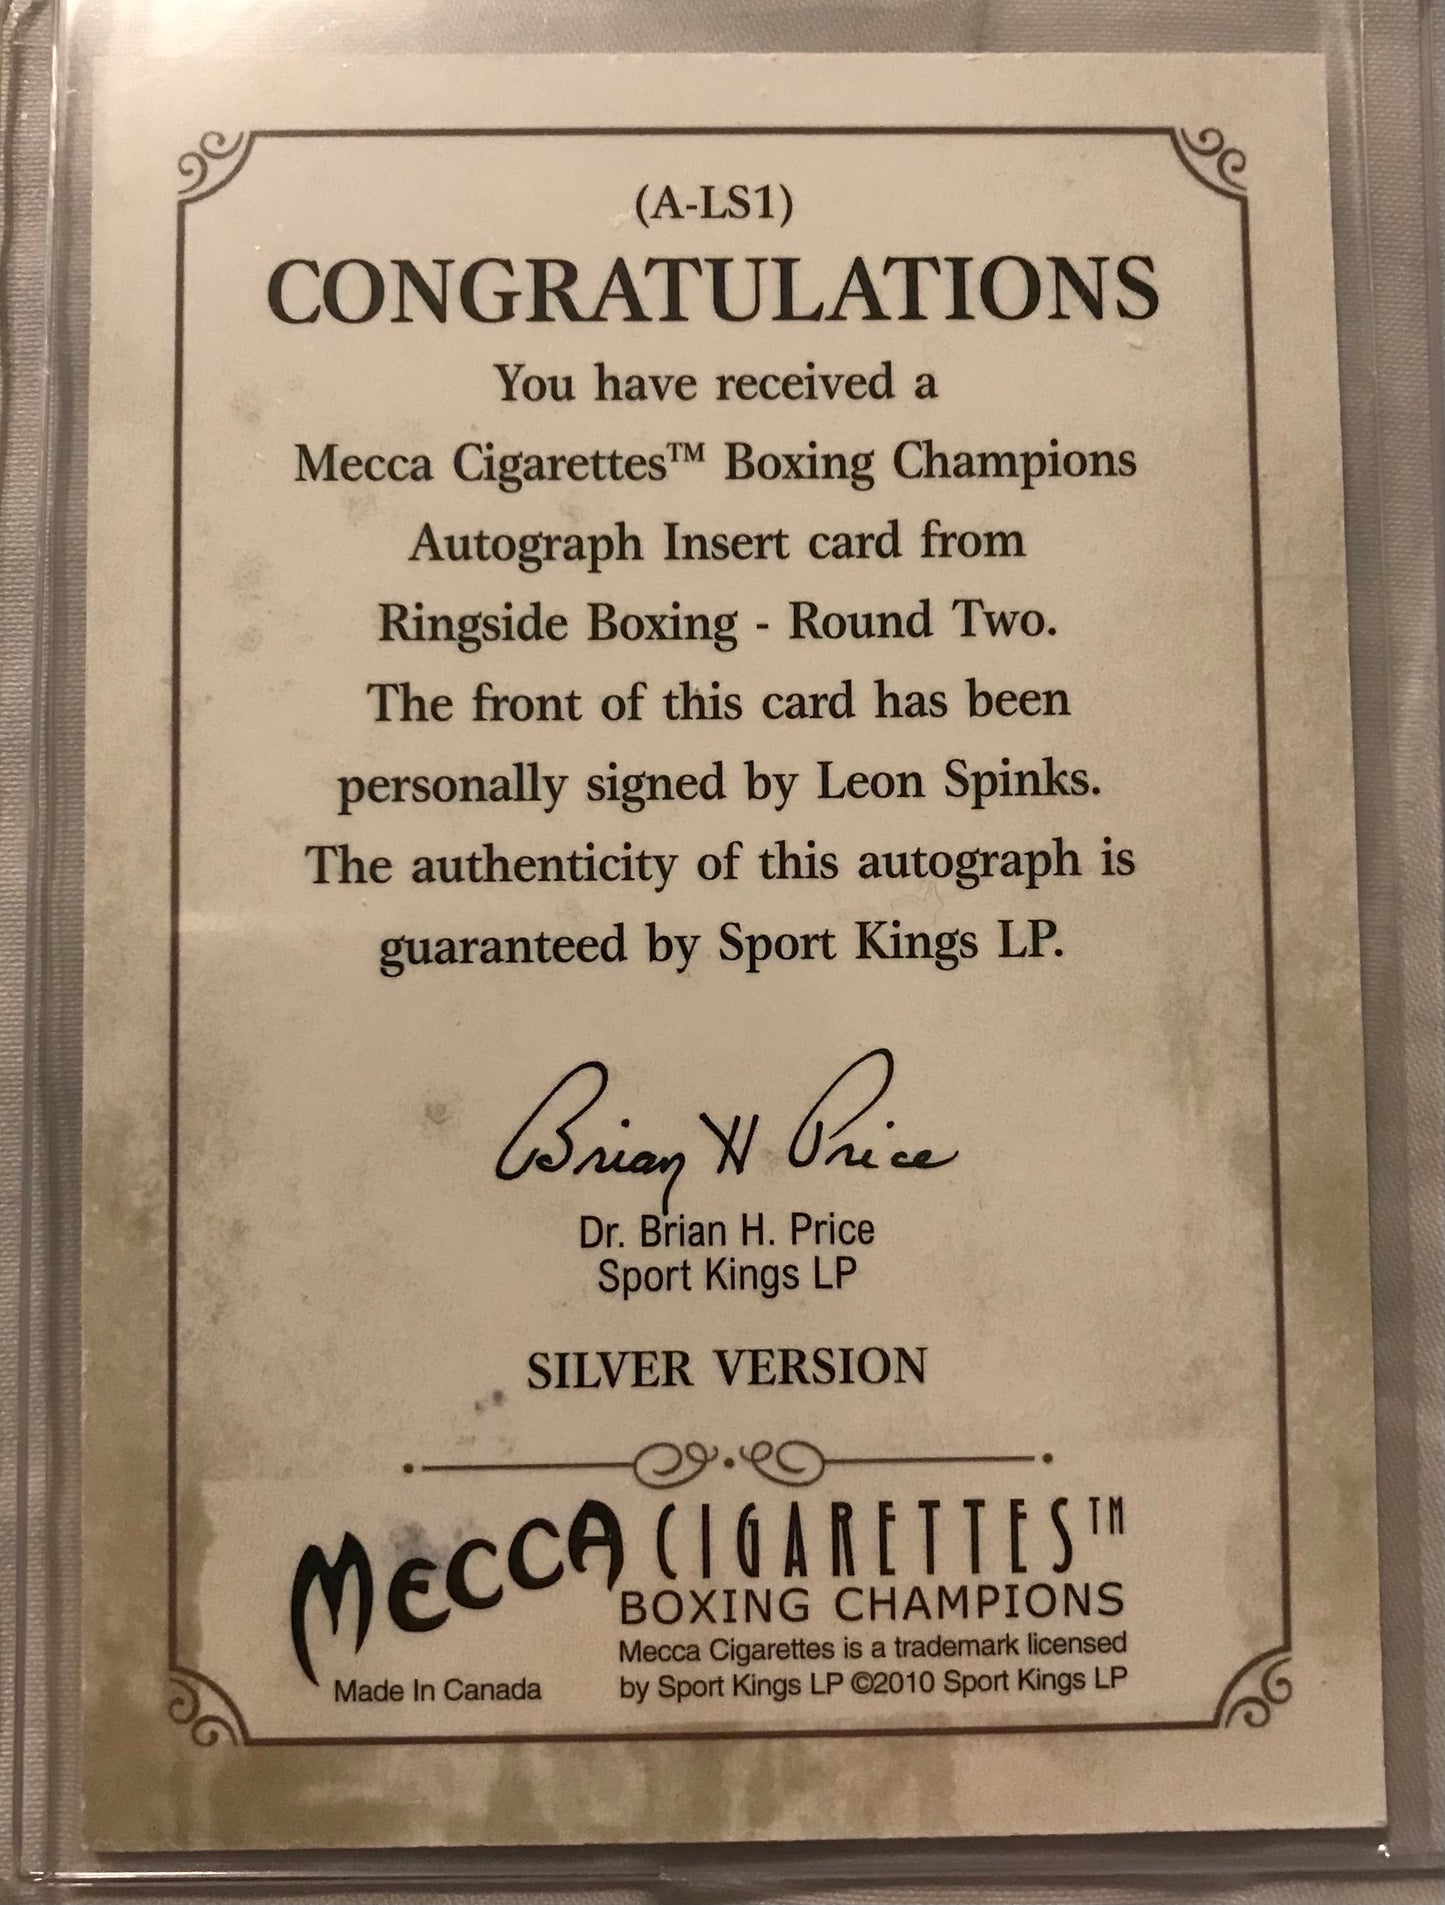 (A-LS1)
CONGRATULATIONS
You have received a
Mecca Cigarettes™ Boxing Champions
Autograph Insert card from
Ringside Boxing - Round Two.
The front of this card has been
personally signed by Leon Spinks.
The authenticity of this autograph is
guaranteed by Sport Kings LP.
Brian H Price
Dr. Brian H. Price
Sport Kings LP
SILVER VERSION
MECCA CIGARETTES™
BOXING CHAMPIONS
Mecca Cigarettes is a trademark licensed
by Sport Kings LP ©2010 Sport Kings LP
Made In Canada